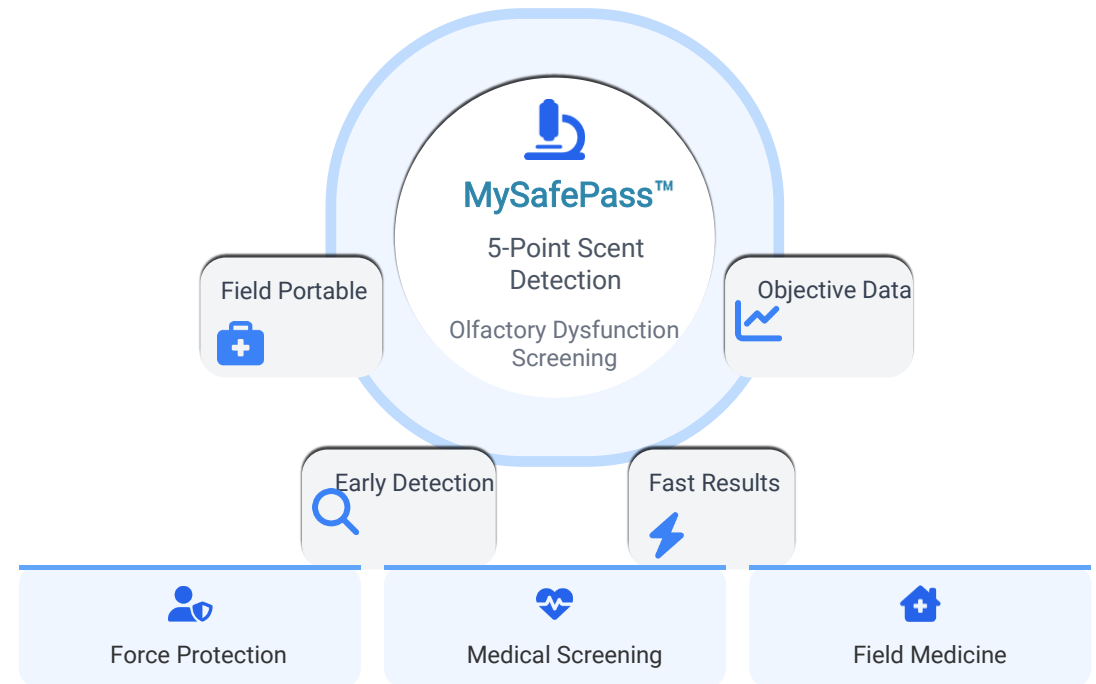 MySafePass™
5-Point Scent
Detection
Olfactory Dysfunction
Screening
Field Portable
Objective Data
Early Detection
Fast Results
Force Protection
Medical Screening
Field Medicine